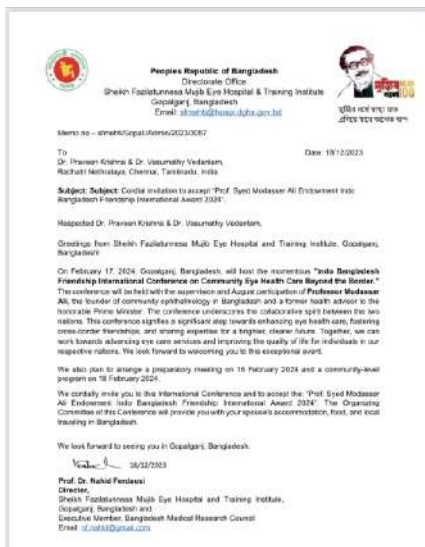 Peoples Republic of Bangladesh
Directorate Office
Sheikh Fazilatunnesa Mujib Eye Hospital & Training Institute
Gopalganj, Bangladesh
Email:
মুজিব
To
Date: 18/12/2023
Dr. Praveen Krishna & Dr. Vasumathy Vedantam,
Sankara Nethralaya, Chennai, Tamilnadu, India
Subject: Subject: Cordial invitation to accept "Prof. Syed Modasser Ali Endowment Indo
Bangladesh Friendship International Award 2024".
Respected Dr. Praveen Krishna & Dr. Vasumathy Vedantam,
Greetings from Sheikh Fazilatunnesa Mujib Eye Hospital and Training Institute, Gopalganj,
Bangladesh!
On February 17, 2024, Gopalganj, Bangladesh, will host the momentous "Indo Bangladesh
Friendship International Conference on Community Eye Health Care Beyond the Border."
The conference will be held with the supervision and August participation of Professor Modasser
Ali, the founder of community ophthalmology in Bangladesh and a former health advisor to the
honorable Prime Minister. The conference underscores the collaborative spirit between the two
nations. This conference signifies a significant step towards enhancing eye health care, fostering
cross-border friendships, and sharing expertise for a brighter, clearer future. Together, we can
work towards advancing eye care services and improving the quality of life for individuals in our
respective nations. We look forward to welcoming you to this exceptional event.
We also plan to arrange a preparatory meeting on 16 February 2024 and a community-level
program on 18 February 2024.
We cordially invite you to this International Conference and to accept the "Prof. Syed Modasser
Ali Endowment Indo Bangladesh Friendship International Award 2024". The Organizing
Committee of this Conference will provide you with your spouse's accommodation, food, and local
traveling in Bangladesh.
We look forward to seeing you in Gopalganj, Bangladesh.
18/12/2023
Prof. Dr. Nahid Ferdausi
Director,
Sheikh Fazilatunnesa Mujib Eye Hospital and Training Institute,
Gopalganj, Bangladesh and
Executive Member, Bangladesh Medical Research Council
Email: